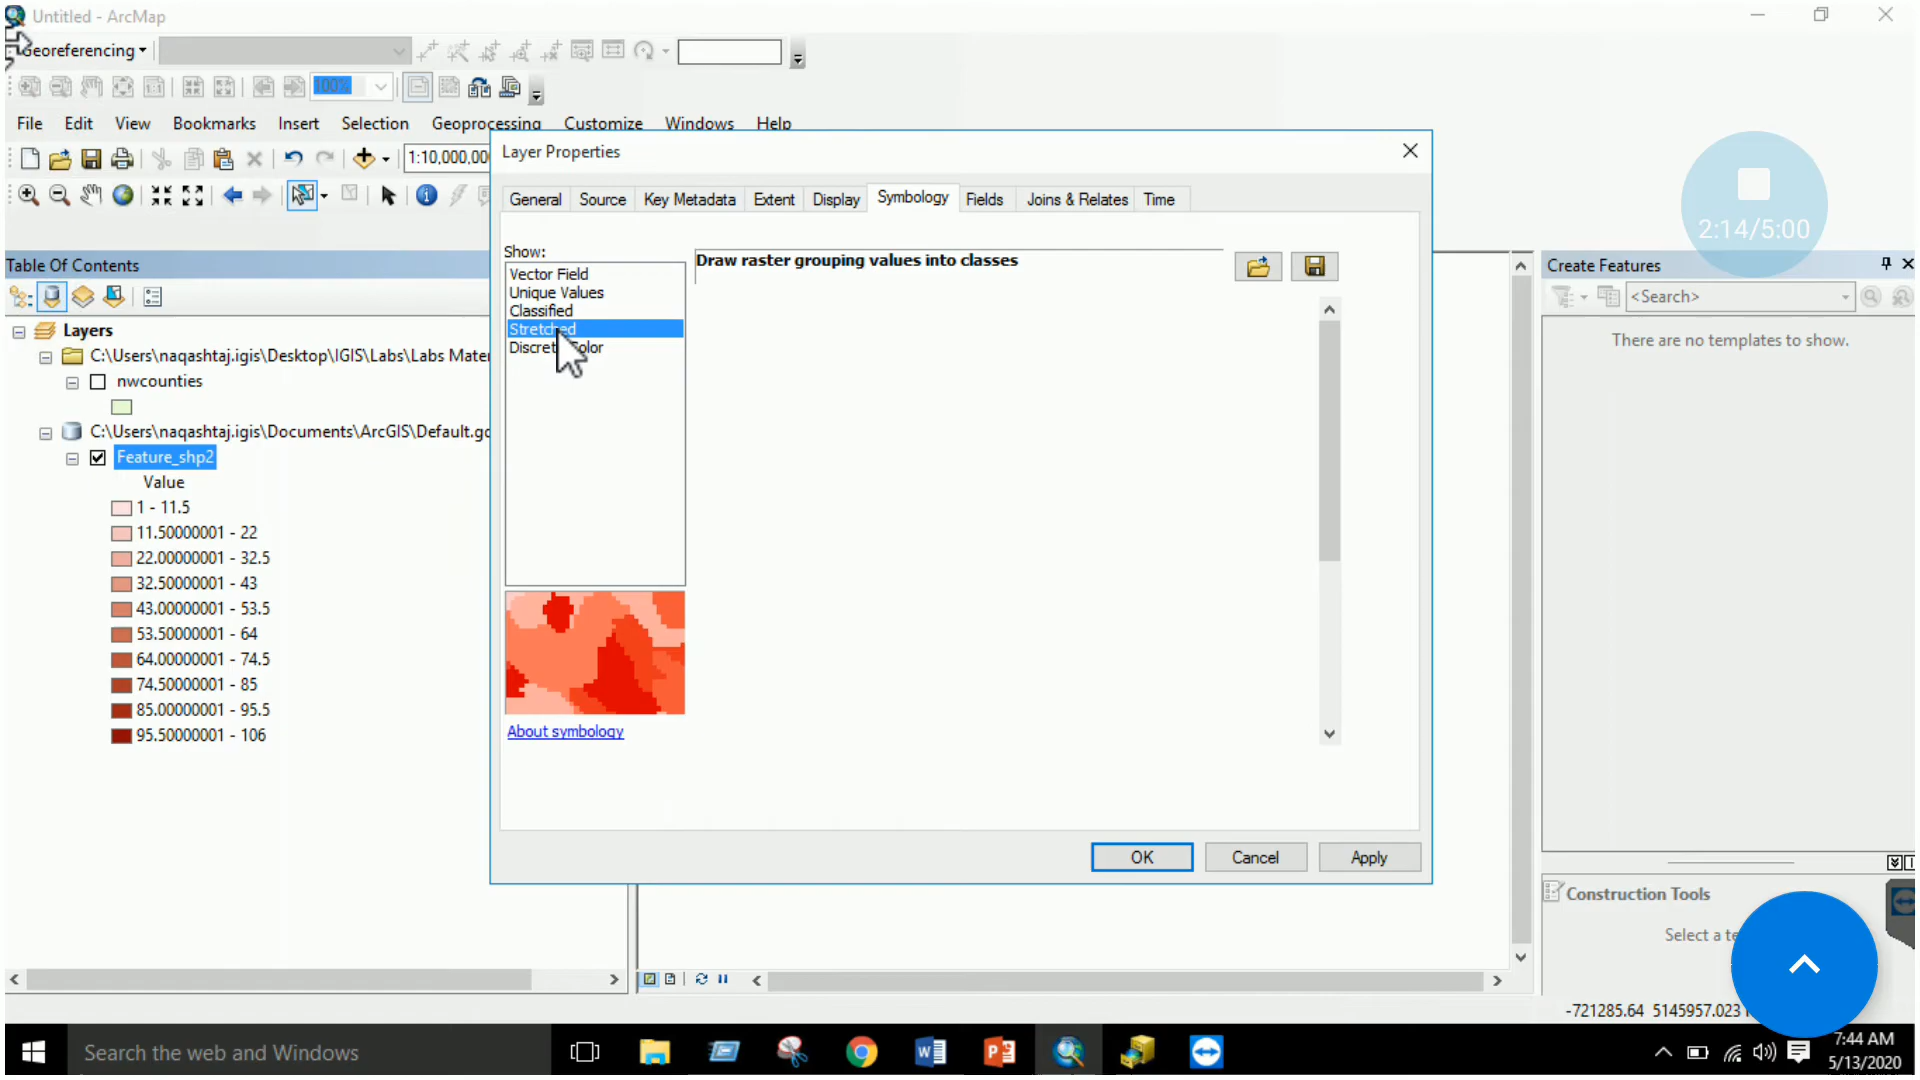 Untitled - ArcMap
Georeferencing
100%
File Edit View Bookmarks Insert Selection Geoprocessing Customize Windows Help
1:10,000,00
Layer Properties
General Source Key Metadata Extent Display Symbology Fields Joins & Relates Time
2:14/5:00
Show:
Vector Field
Unique Values
Classified
Stretched
Discrete Color
Draw raster grouping values into classes
About symbology
OK Cancel Apply
Table Of Contents
Layers
C:\Users\naqashtaj.igis\Desktop\IGIS\Labs\Labs Mater
nwcounties
C:\Users\naqashtaj.igis\Documents\ArcGIS\Default.gd
Feature_shp2
Value
1 - 11.5
11.50000001 - 22
22.00000001 - 32.5
32.50000001 - 43
43.00000001 - 53.5
53.50000001 - 64
64.00000001 - 74.5
74.50000001 - 85
85.00000001 - 95.5
95.50000001 - 106
Create Features
<Search>
There are no templates to show.
Construction Tools
Select a te
-721285.64 5145957.023
Search the web and Windows
7:44 AM
5/13/2020